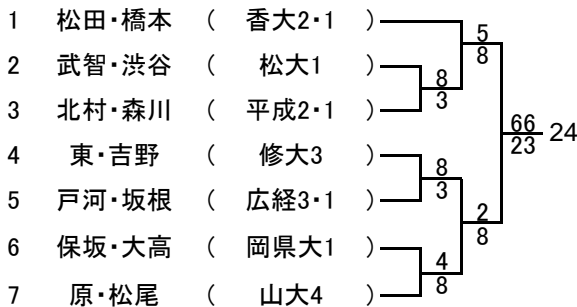 1 松田・橋本 ( 香大2・1 )
5
8
2 武智・渋谷 ( 松大1 )
8
3
3 北村・森川 ( 平成2・1 )
66
23
24
4 東・吉野 ( 修大3 )
8
3
5 戸河・坂根 ( 広経3・1 )
2
8
6 保坂・大高 ( 岡県大1 )
4
8
7 原・松尾 ( 山大4 )